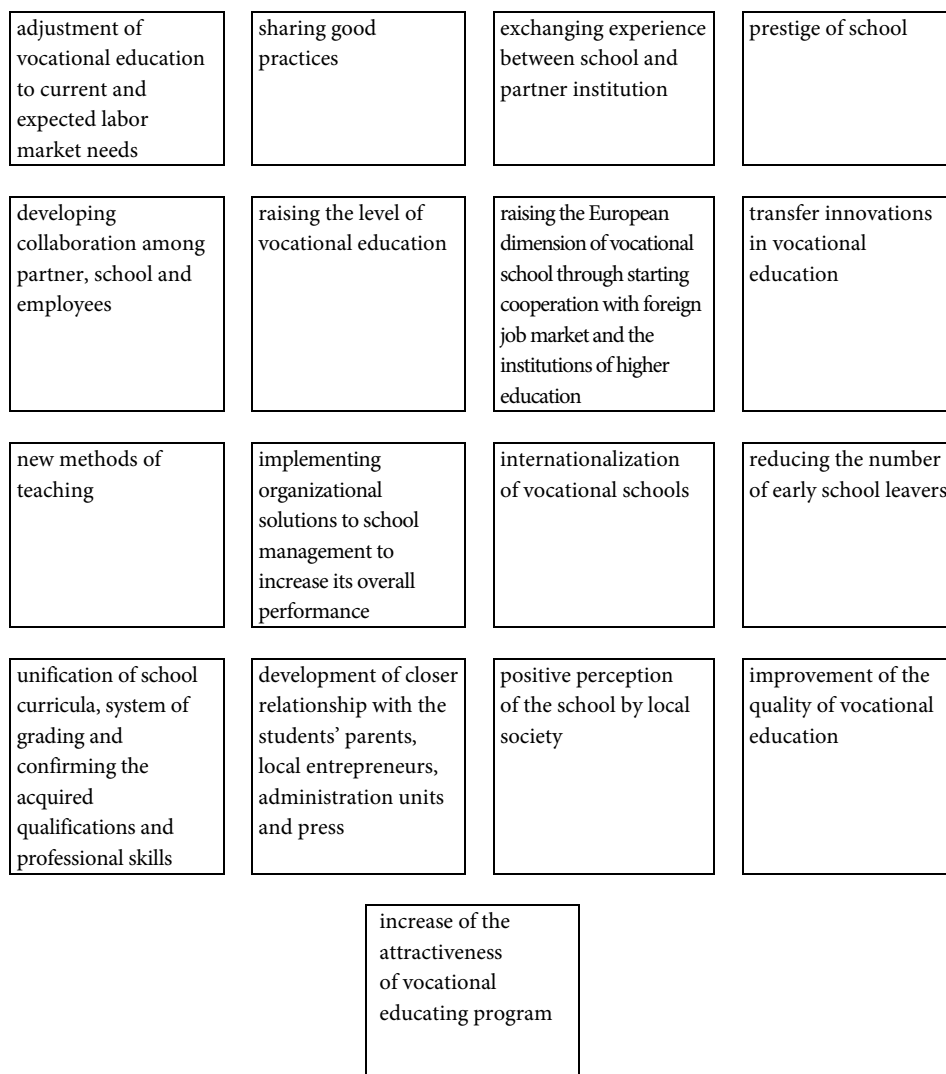 adjustment of
vocational education
to current and
expected labor
market needs
sharing good
practices
exchanging experience
between school and
partner institution
prestige of school
developing
collaboration among
partner, school and
employees
raising the level of
vocational education
raising the European
dimension of vocational
school through starting
cooperation with foreign
job market and the
institutions of higher
education
transfer innovations
in vocational
education
new methods of
teaching
implementing
organizational
solutions to school
management to
increase its overall
performance
internationalization
of vocational schools
reducing the number
of early school leavers
unification of school
curricula, system of
grading and
confirming the
acquired
qualifications and
professional skills
development of closer
relationship with the
students’ parents,
local entrepreneurs,
administration units
and press
positive perception
of the school by local
society
improvement of the
quality of vocational
education
increase of the
attractiveness
of vocational
educating program